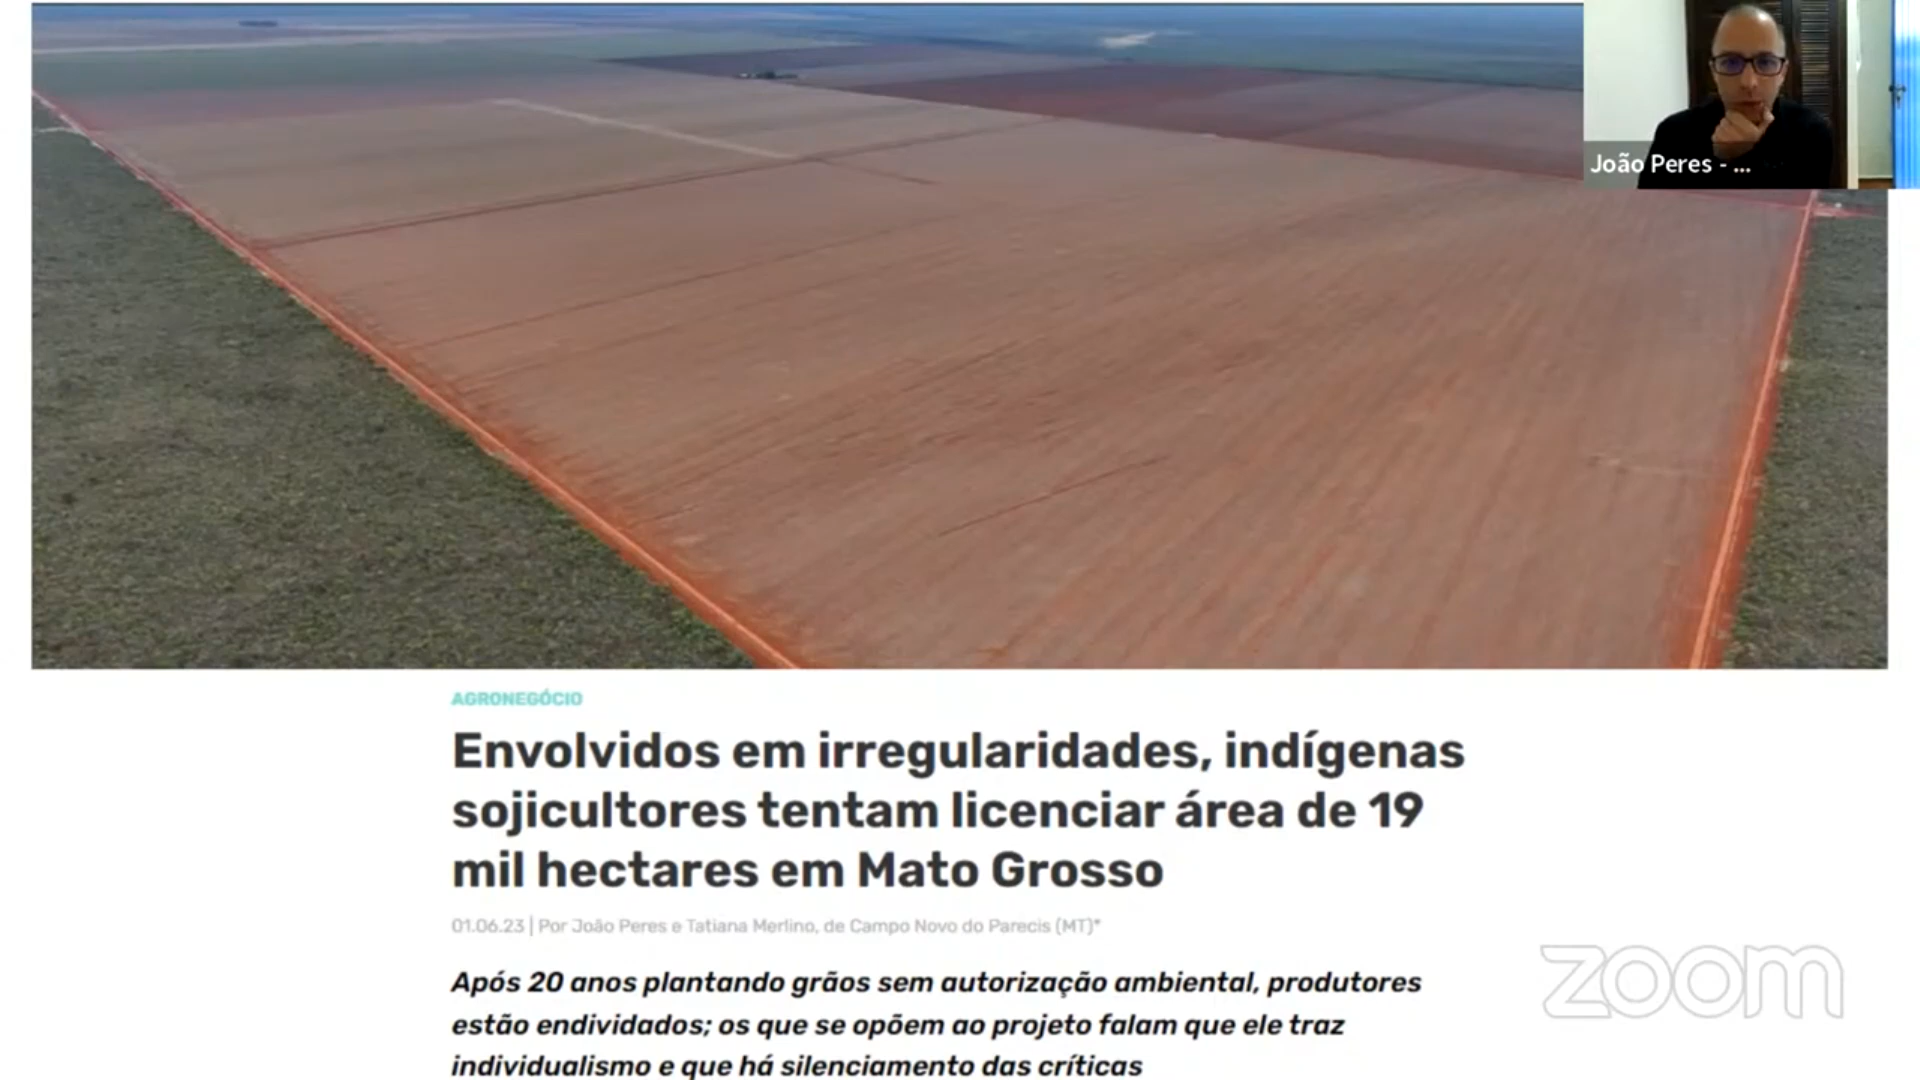 João Peres - ...
AGRONEGÓCIO
Envolvidos em irregularidades, indígenas
sojicultores tentam licenciar área de 19
mil hectares em Mato Grosso
01.06.23 | Por João Peres e Tatiana Merlino, de Campo Novo do Parecis (MT)*
Após 20 anos plantando grãos sem autorização ambiental, produtores
estão endividados; os que se opõem ao projeto falam que ele traz
individualismo e que há silenciamento das críticas
zoom